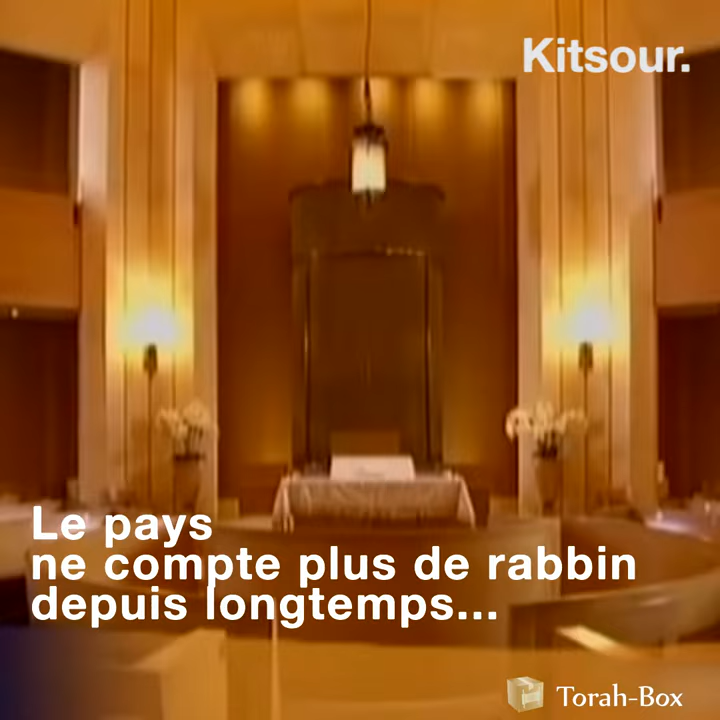 Kitsour.
Le pays
ne compte plus de rabbin
depuis longtemps...
Torah-Box